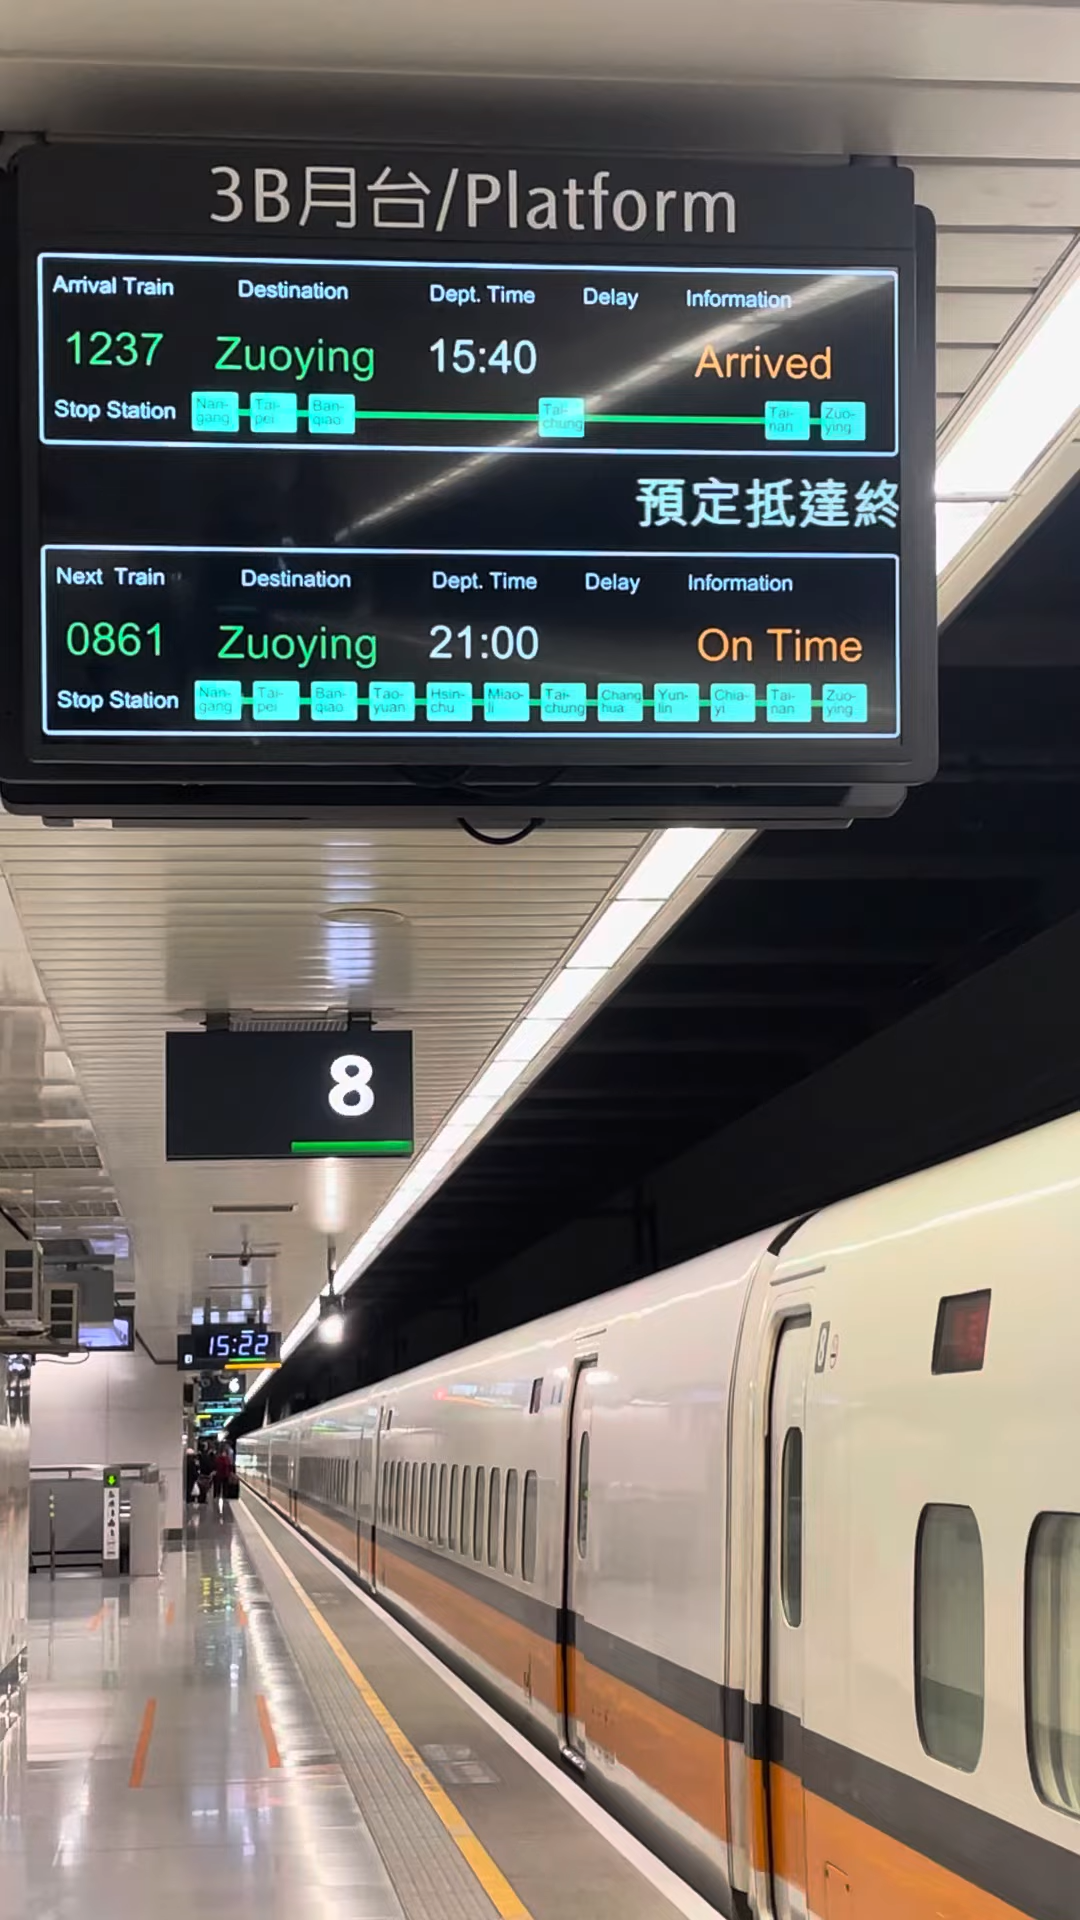 3B月台/Platform
Arrival Train Destination Dept. Time Delay Information
1237 Zuoying 15:40 Arrived
Stop Station Nan-gang Tai-pei Ban-qiao Tai-chung Tai-nan Zuo-ying
預定抵達終
Next Train Destination Dept. Time Delay Information
0861 Zuoying 21:00 On Time
Stop Station Nan-gang Tai-pei Ban-qiao Tao-yuan Hsin-chu Miao-li Tai-chung Chang hua Yun-lin Chia-yi Tai-nan Zuo-ying
8
15:22
8